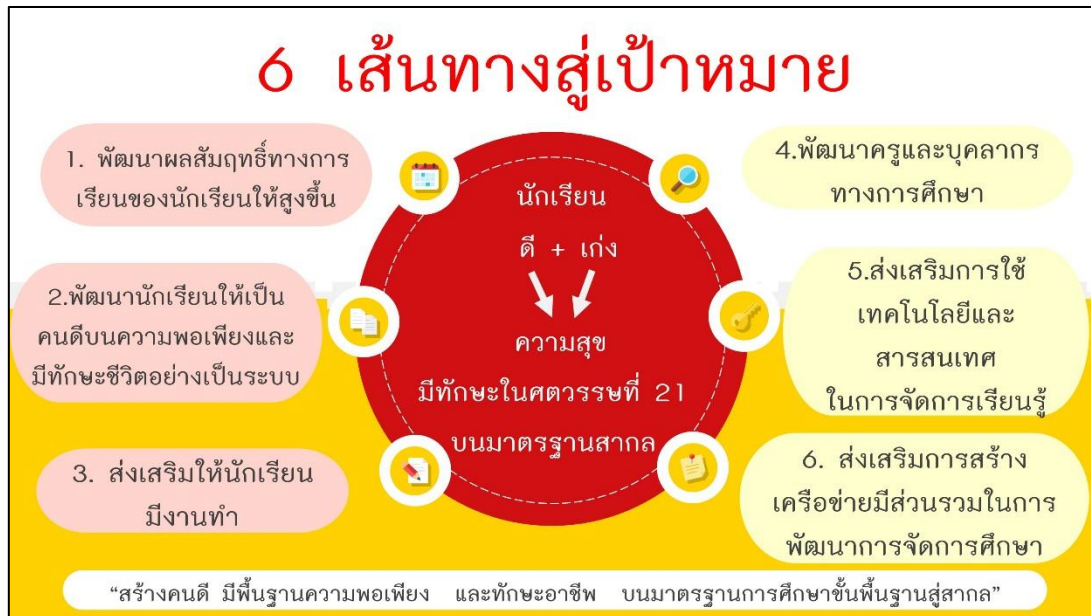 6 เส้นทางสู่เป้าหมาย
1. พัฒนาผลสัมฤทธิ์ทางการ
เรียนของนักเรียนให้สูงขึ้น
2.พัฒนานักเรียนให้เป็น
คนดีบนความพอเพียงและ
มีทักษะชีวิตอย่างเป็นระบบ
3. ส่งเสริมให้นักเรียน
มีงานทำ
นักเรียน
ดี + เก่ง
ความสุข
มีทักษะในศตวรรษที่ 21
บนมาตรฐานสากล
4.พัฒนาครูและบุคลากร
ทางการศึกษา
5.ส่งเสริมการใช้
เทคโนโลยีและ
สารสนเทศ
ในการจัดการเรียนรู้
6. ส่งเสริมการสร้าง
เครือข่ายมีส่วนรวมในการ
พัฒนาการจัดการศึกษา
“สร้างคนดี มีพื้นฐานความพอเพียง และทักษะอาชีพ บนมาตรฐานการศึกษาขั้นพื้นฐานสู่สากล”